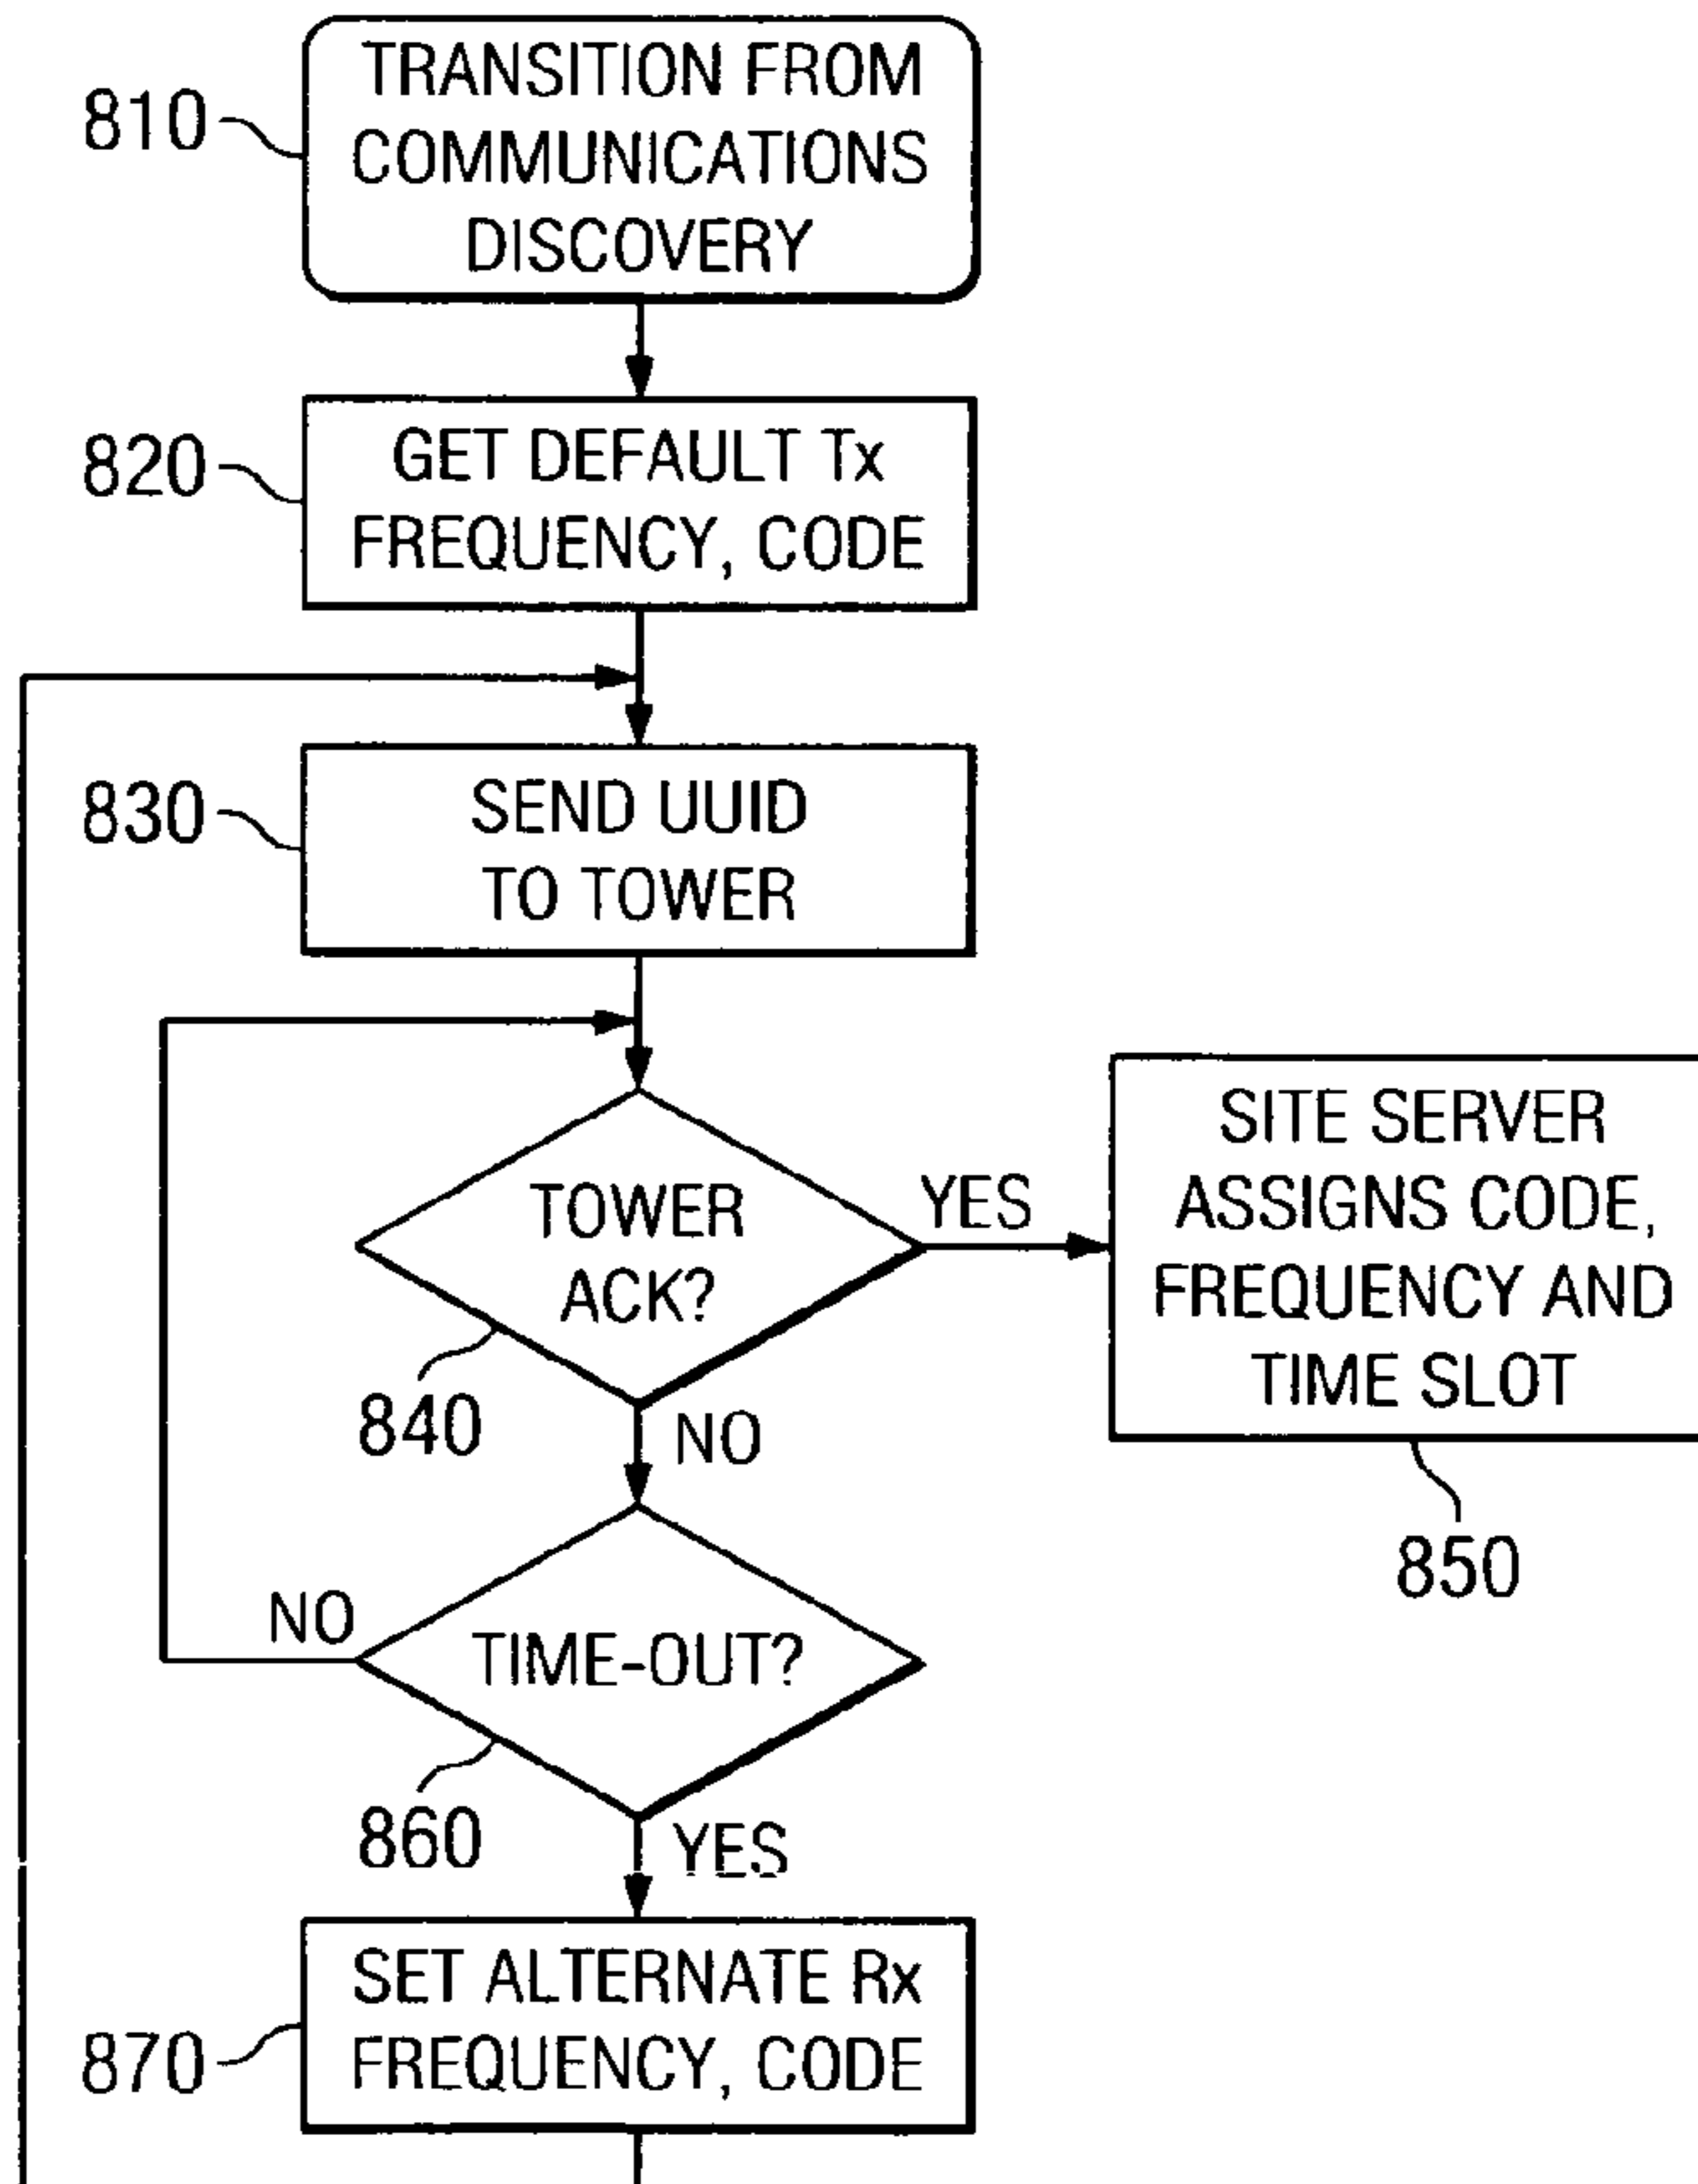 810
TRANSITION FROM
COMMUNICATIONS
DISCOVERY
820
GET DEFAULT Tx
FREQUENCY, CODE
830
SEND UUID
TO TOWER
TOWER
ACK?
840
YES
SITE SERVER
ASSIGNS CODE,
FREQUENCY AND
TIME SLOT
850
NO
TIME-OUT?
860
NO
YES
870
SET ALTERNATE Rx
FREQUENCY, CODE